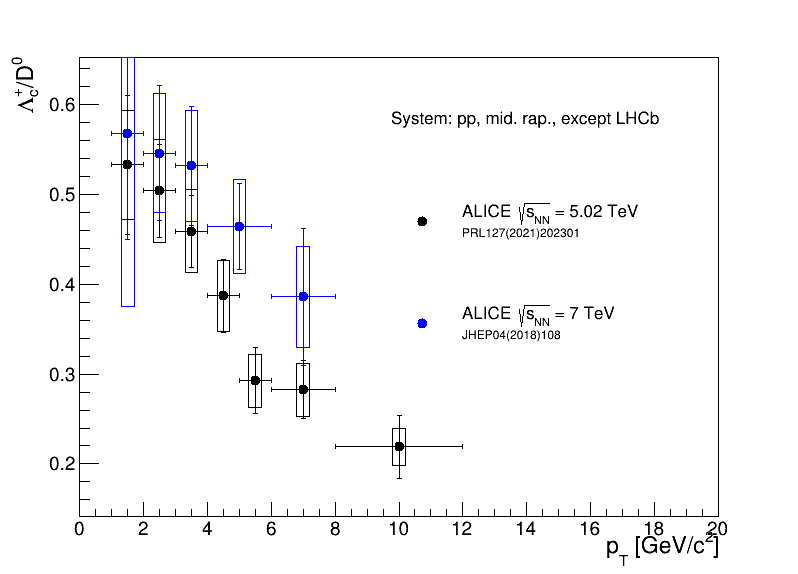 Λc+/D0
0.6
0.5
0.4
0.3
0.2
System: pp, mid. rap., except LHCb
ALICE √sNN = 5.02 TeV
PRL127(2021)202301
ALICE √sNN = 7 TeV
JHEP04(2018)108
0 2 4 6 8 10 12 14 16 18 20
pT [GeV/c2]